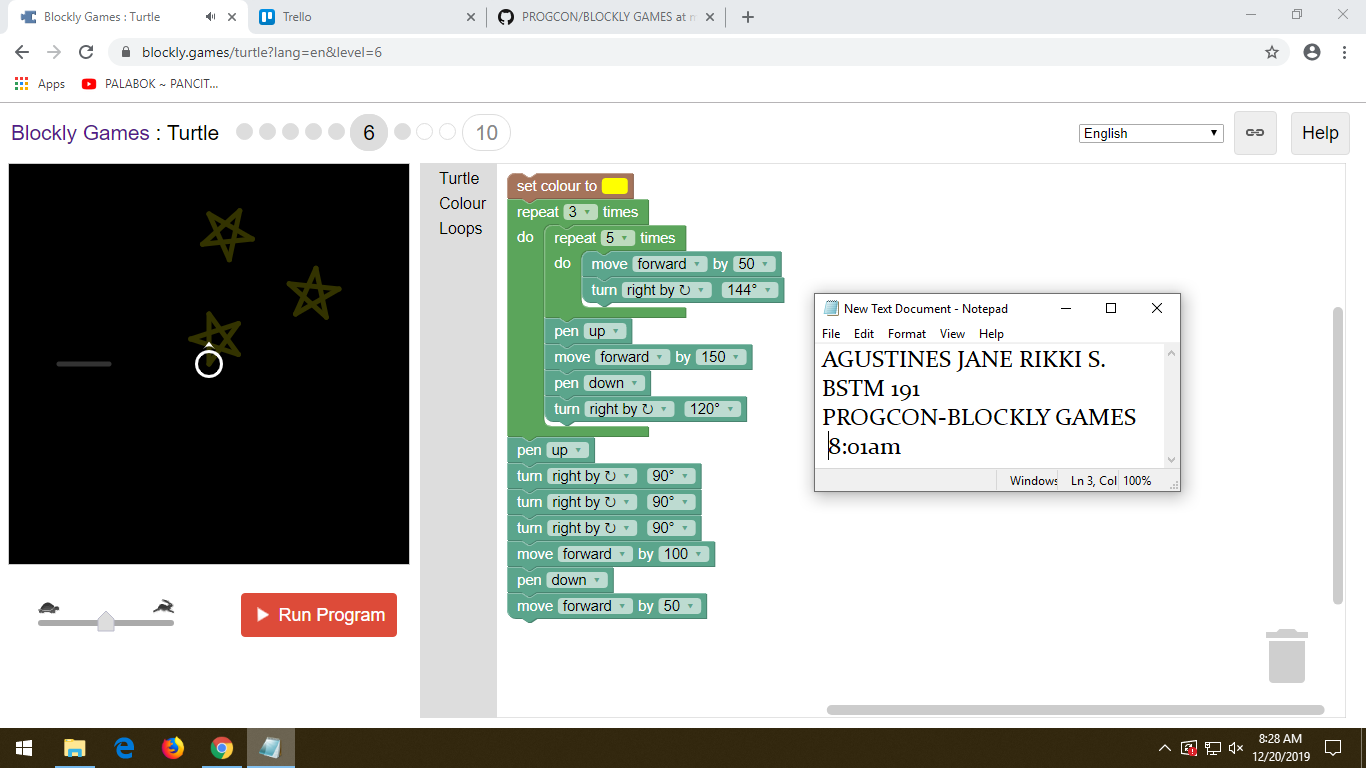 Blockly Games : Turtle
Trello
PROGCON/BLOCKLY GAMES at m
blockly.games/turtle?lang=en&level=6
Apps
PALABOK ~ PANCIT...
Blockly Games : Turtle
6
10
English
Help
Turtle
Colour
Loops
set colour to
repeat 3 times
do
repeat 5 times
do
move forward by 50
turn right by ↻ 144°
pen up
move forward by 150
pen down
turn right by ↻ 120°
pen up
turn right by ↻ 90°
turn right by ↻ 90°
turn right by ↻ 90°
move forward by 100
pen down
move forward by 50
Run Program
New Text Document - Notepad
File Edit Format View Help
AGUSTINES JANE RIKKI S.
BSTM 191
PROGCON-BLOCKLY GAMES
8:01am
Windows Ln 3, Col 100%
8:28 AM
12/20/2019